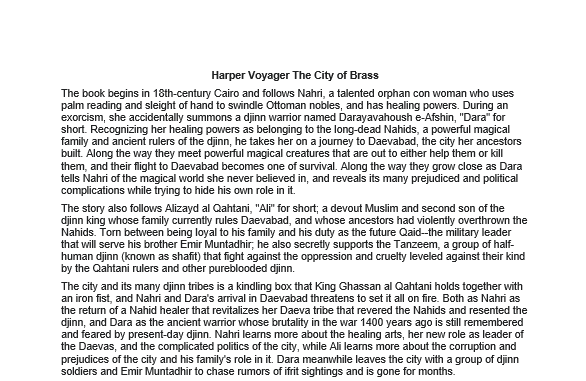 Harper Voyager The City of Brass
The book begins in 18th-century Cairo and follows Nahri, a talented orphan con woman who uses
palm reading and sleight of hand to swindle Ottoman nobles, and has healing powers. During an
exorcism, she accidentally summons a djinn warrior named Darayavahoush e-Afshin, "Dara" for
short. Recognizing her healing powers as belonging to the long-dead Nahids, a powerful magical
family and ancient rulers of the djinn, he takes her on a journey to Daevabad, the city her ancestors
built. Along the way they meet powerful magical creatures that are out to either help them or kill
them, and their flight to Daevabad becomes one of survival. Along the way they grow close as Dara
tells Nahri of the magical world she never believed in, and reveals its many prejudiced and political
complications while trying to hide his own role in it.
The story also follows Alizayd al Qahtani, "Ali" for short; a devout Muslim and second son of the
djinn king whose family currently rules Daevabad, and whose ancestors had violently overthrown the
Nahids. Torn between being loyal to his family and his duty as the future Qaid--the military leader
that will serve his brother Emir Muntadhir; he also secretly supports the Tanzeem, a group of half-
human djinn (known as shafit) that fight against the oppression and cruelty leveled against their kind
by the Qahtani rulers and other pureblooded djinn.
The city and its many djinn tribes is a kindling box that King Ghassan al Qahtani holds together with
an iron fist, and Nahri and Dara's arrival in Daevabad threatens to set it all on fire. Both as Nahri as
the return of a Nahid healer that revitalizes her Daeva tribe that revered the Nahids and resented the
djinn, and Dara as the ancient warrior whose brutality in the war 1400 years ago is still remembered
and feared by present-day djinn. Nahri learns more about the healing arts, her new role as leader of
the Daevas, and the complicated politics of the city, while Ali learns more about the corruption and
prejudices of the city and his family's role in it. Dara meanwhile leaves the city with a group of djinn
soldiers and Emir Muntadhir to chase rumors of ifrit sightings and is gone for months.